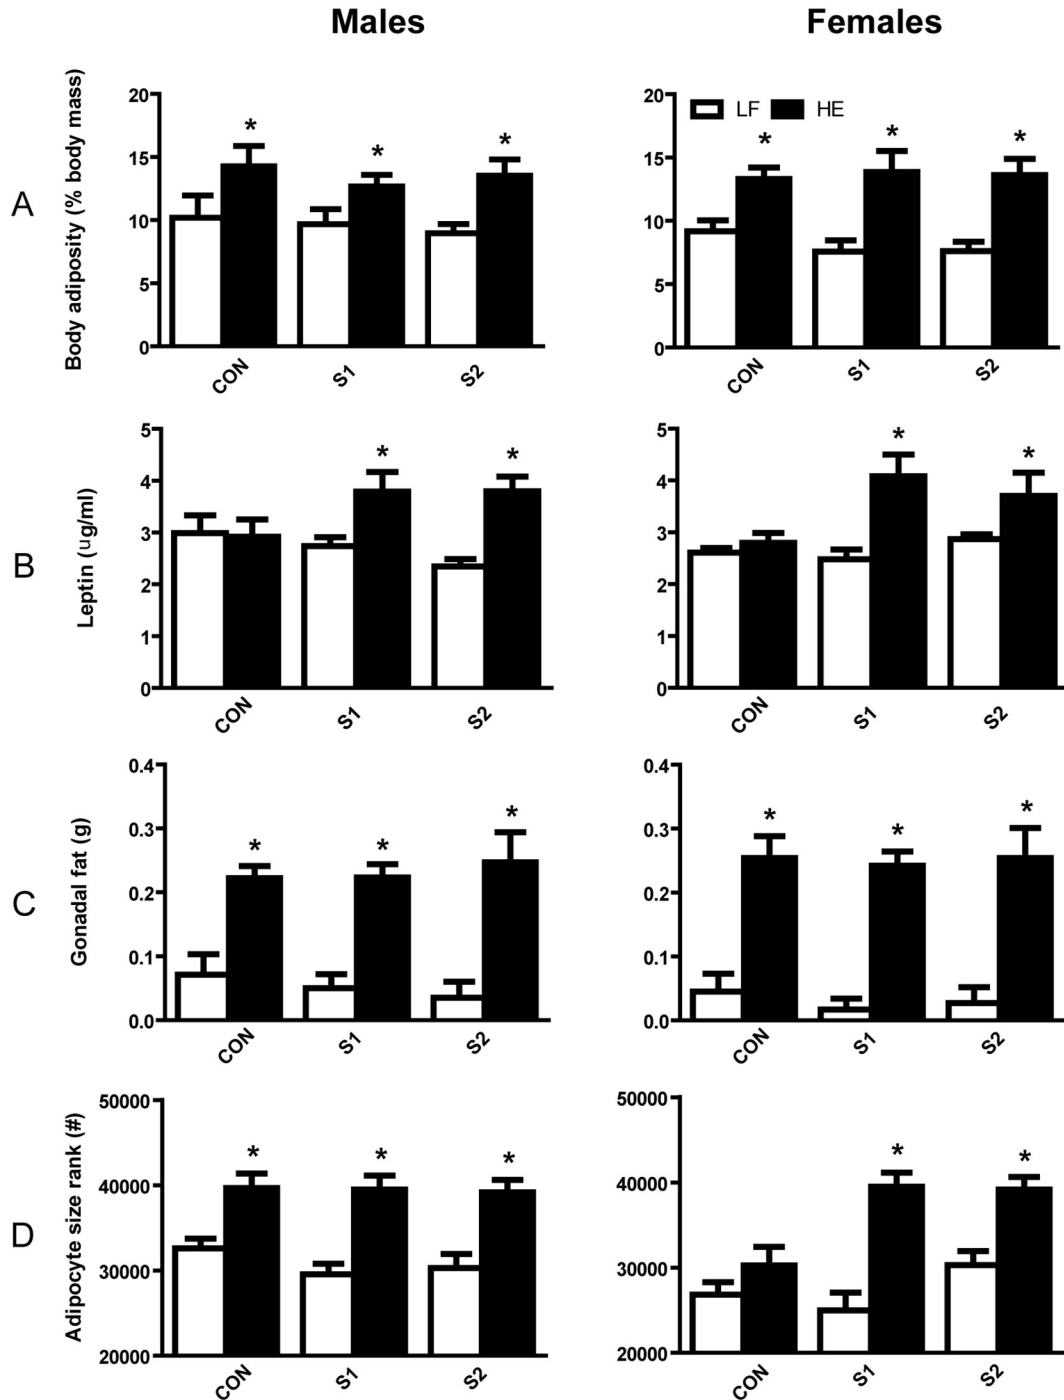 Males Females
A
Body adiposity (% body mass)
20
15
10
5
0
* * *
CON S1 S2
20
15
10
5
0
LF HE
* * *
CON S1 S2
B
Leptin (ug/ml)
5
4
3
2
1
0
* *
CON S1 S2
5
4
3
2
1
0
* *
CON S1 S2
C
Gonadal fat (g)
0.4
0.3
0.2
0.1
0.0
* * *
CON S1 S2
0.4
0.3
0.2
0.1
0.0
* * *
CON S1 S2
D
Adipocyte size rank (#)
50000
40000
30000
20000
* * *
CON S1 S2
50000
40000
30000
20000
* *
CON S1 S2